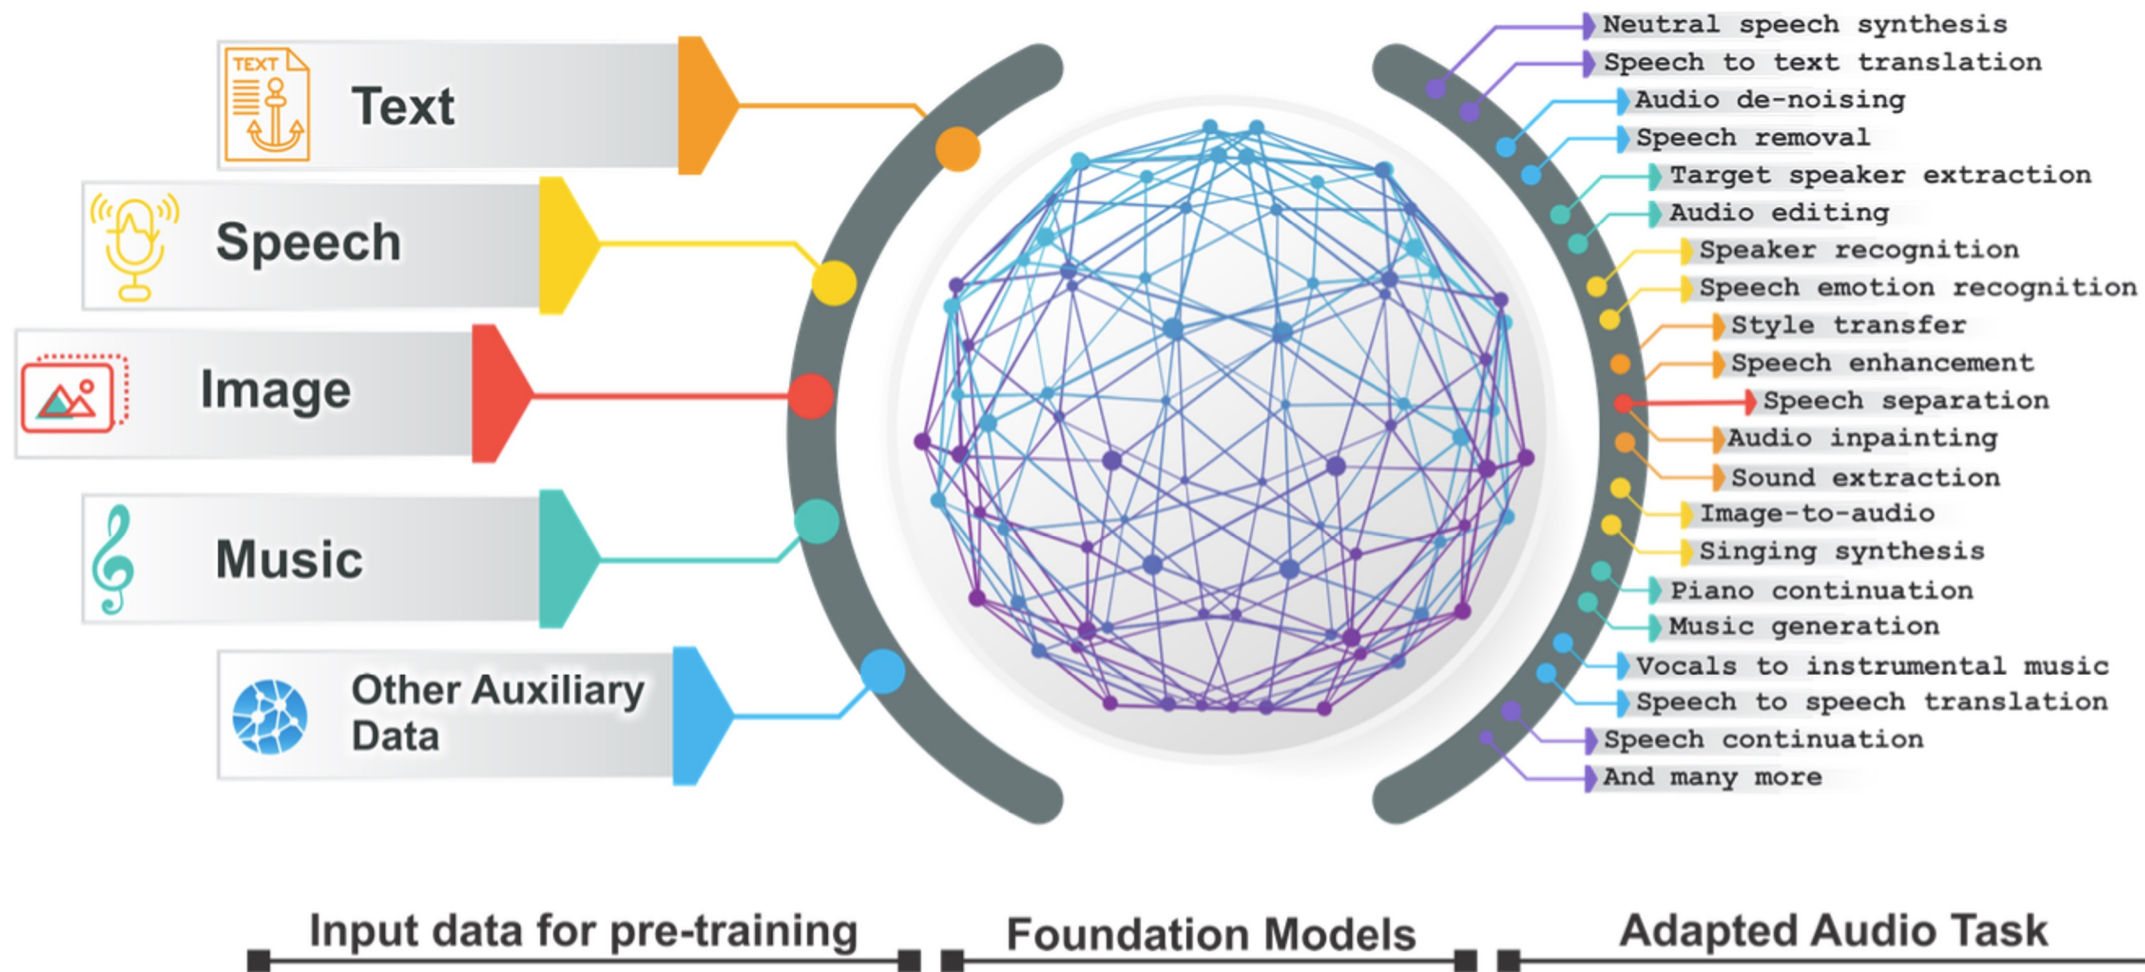 TEXT
Text
Speech
Image
Music
Other Auxiliary
Data
Neutral speech synthesis
Speech to text translation
Audio de-noising
Speech removal
Target speaker extraction
Audio editing
Speaker recognition
Speech emotion recognition
Style transfer
Speech enhancement
Speech separation
Audio inpainting
Sound extraction
Image-to-audio
Singing synthesis
Piano continuation
Music generation
Vocals to instrumental music
Speech to speech translation
Speech continuation
And many more
Input data for pre-training
Foundation Models
Adapted Audio Task